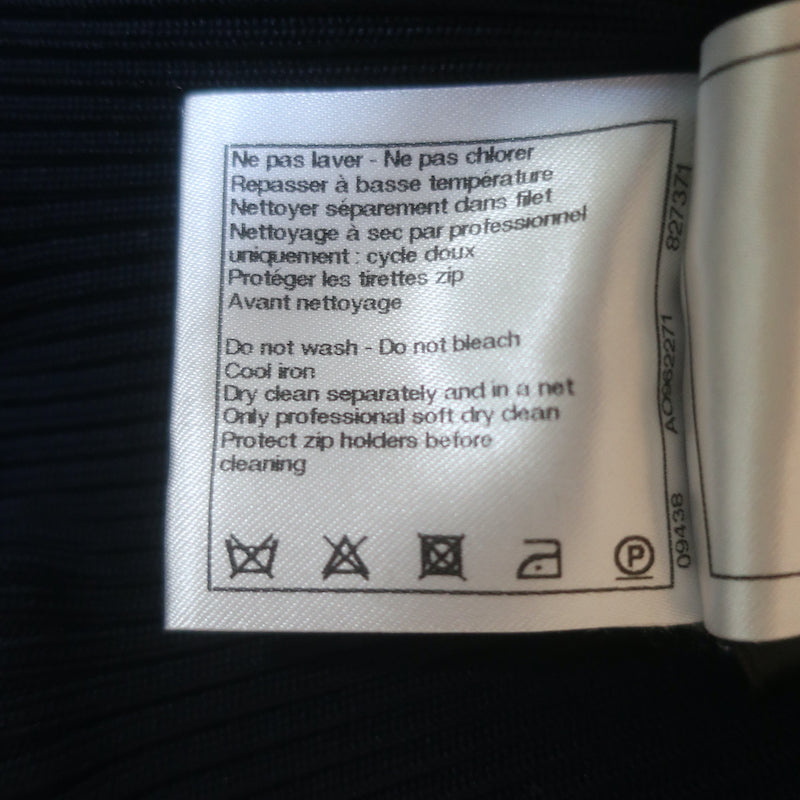 Ne pas laver - Ne pas chlorer
Repasser à basse température
Nettoyer séparement dans filet
Nettoyage à sec par professionnel
uniquement : cycle doux
Protéger les tirettes zip
Avant nettoyage
Do not wash - Do not bleach
Cool iron
Dry clean separately and in a net
Only professional soft dry clean
Protect zip holders before
cleaning
P
09438
827371